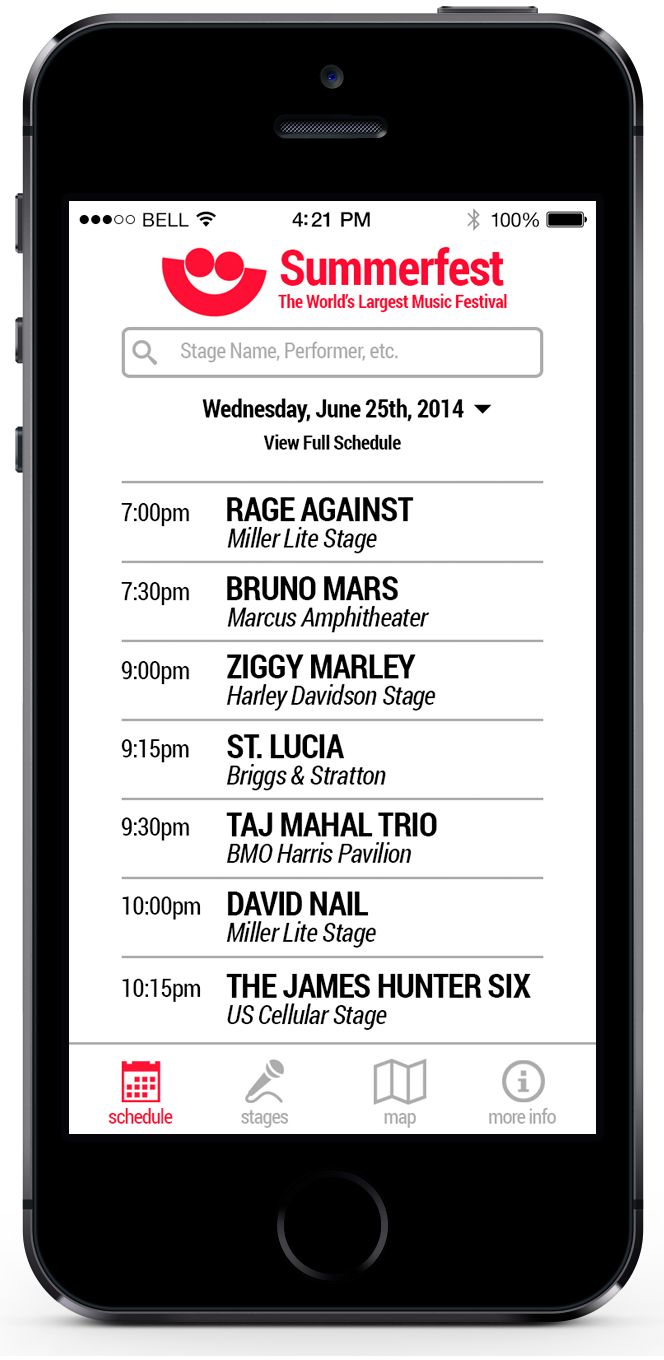 BELL 4:21 PM 100%
Summerfest
The World's Largest Music Festival
Stage Name, Performer, etc.
Wednesday, June 25th, 2014
View Full Schedule
7:00pm RAGE AGAINST
Miller Lite Stage
7:30pm BRUNO MARS
Marcus Amphitheater
9:00pm ZIGGY MARLEY
Harley Davidson Stage
9:15pm ST. LUCIA
Briggs & Stratton
9:30pm TAJ MAHAL TRIO
BMO Harris Pavilion
10:00pm DAVID NAIL
Miller Lite Stage
10:15pm THE JAMES HUNTER SIX
US Cellular Stage
schedule stages map more info